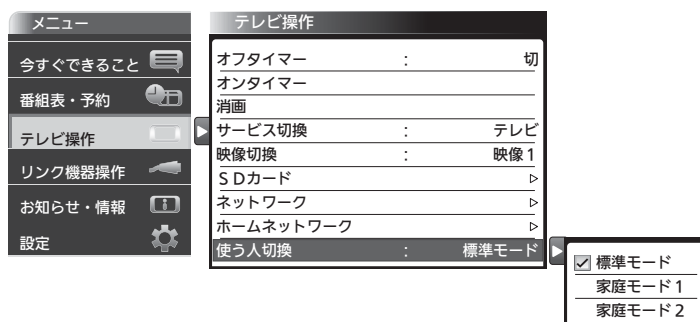 メニュー
今すぐできること
番組表・予約
テレビ操作
リンク機器操作
お知らせ・情報
設定
テレビ操作
オフタイマー : 切
オンタイマー
消画
サービス切換 : テレビ
映像切換 : 映像1
SDカード
ネットワーク
ホームネットワーク
使う人切換 : 標準モード
標準モード
家庭モード1
家庭モード2